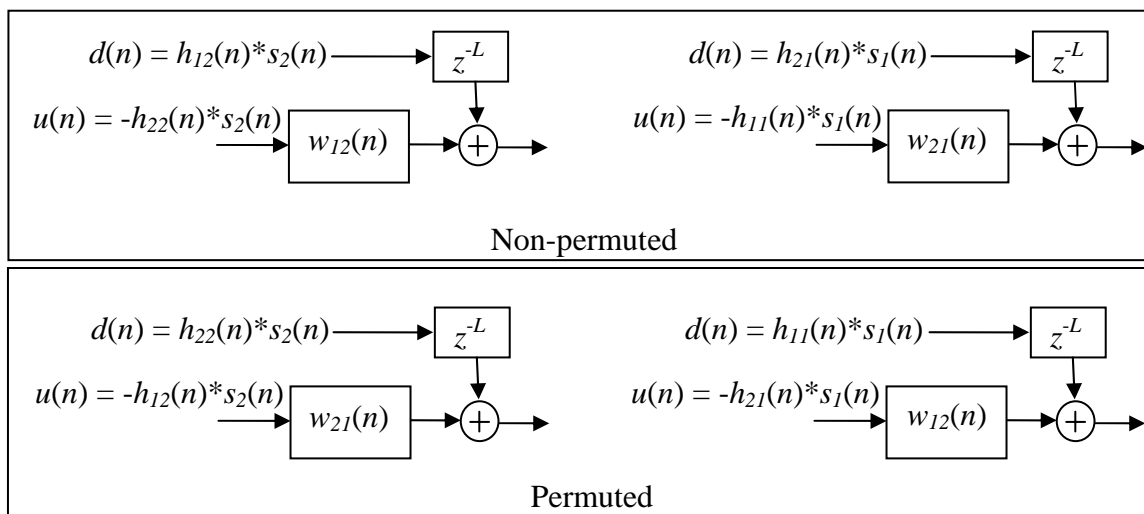 d(n) = h12(n)*s2(n)
z-L
u(n) = -h22(n)*s2(n)
w12(n)
+
d(n) = h21(n)*s1(n)
z-L
u(n) = -h11(n)*s1(n)
w21(n)
+
Non-permuted
d(n) = h22(n)*s2(n)
z-L
u(n) = -h12(n)*s2(n)
w21(n)
+
d(n) = h11(n)*s1(n)
z-L
u(n) = -h21(n)*s1(n)
w12(n)
+
Permuted